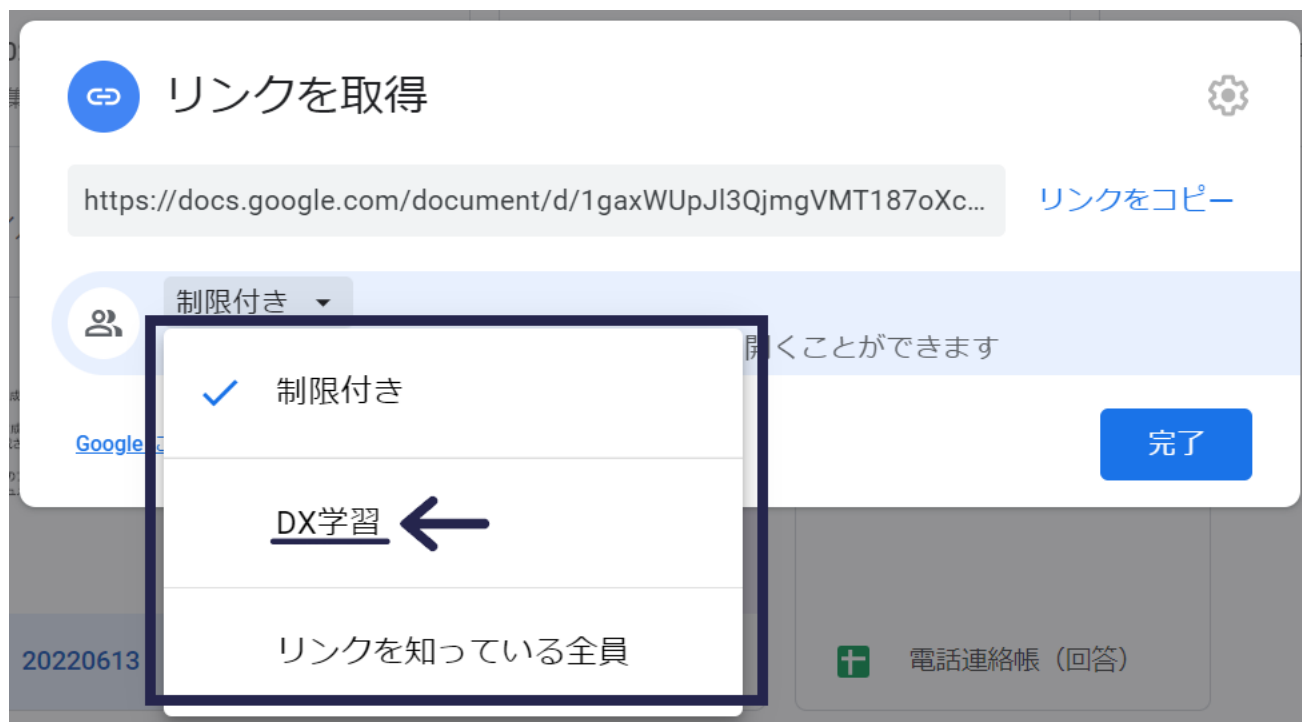 リンクを取得
https://docs.google.com/document/d/1gaxWUpJl3QjmgVMT187oXc...
リンクをコピー
制限付き
開くことができます
制限付き
Google
完了
DX学習
リンクを知っている全員
20220613
電話連絡帳（回答）